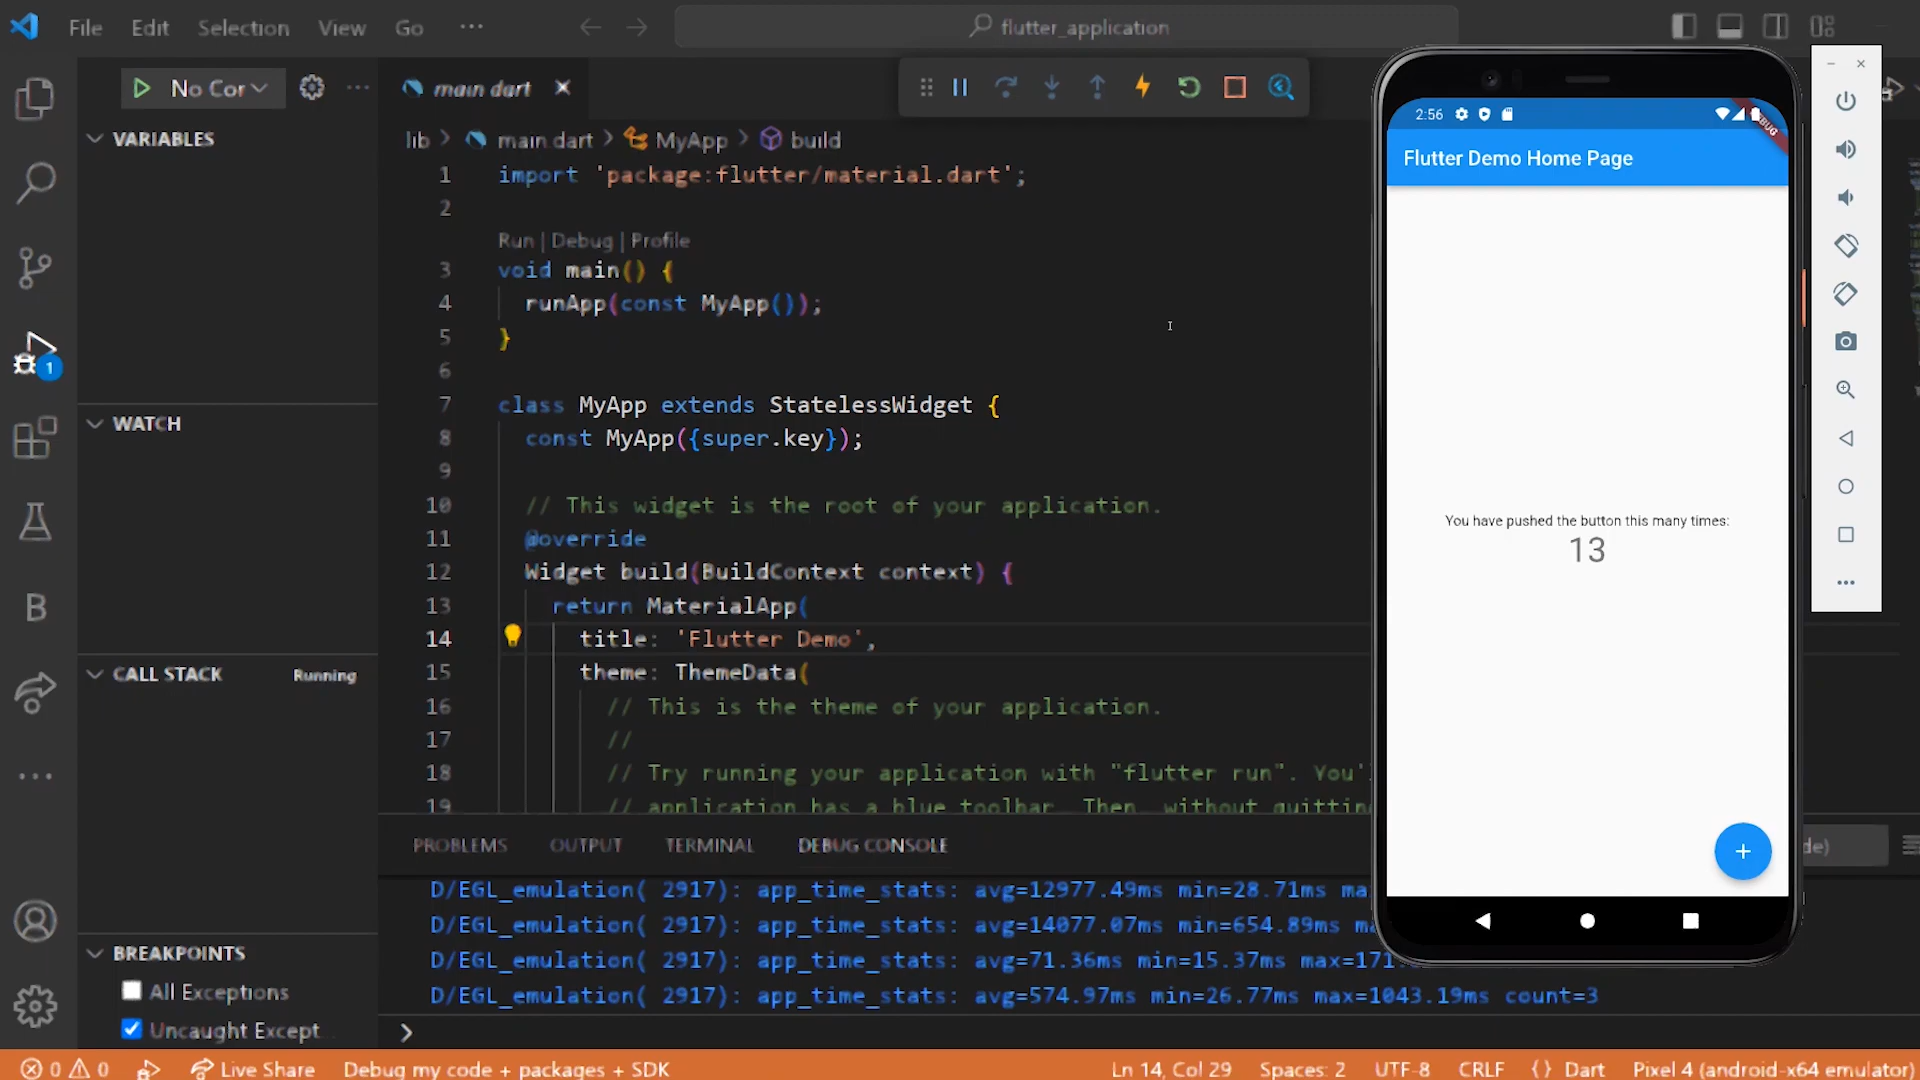 File Edit Selection View Go ···
flutter_application
No Cor
main dart
VARIABLES
WATCH
CALL STACK
Running
BREAKPOINTS
All Exceptions
Uncaught Except
1
B
lib > main dart > MyApp > build
1 import 'package:flutter/material.dart';
2
Run | Debug | Profile
3 void main() {
4 runApp(const MyApp());
5 }
6
7 class MyApp extends StatelessWidget {
8 const MyApp({super.key});
9
10 // This widget is the root of your application.
11 @override
12 Widget build(BuildContext context) {
13 return MaterialApp(
14 title: 'Flutter Demo',
15 theme: ThemeData(
16 // This is the theme of your application.
17 //
18 // Try running your application with "flutter run". You'
19 // application has a blue toolbar. Then, without quittin
PROBLEMS OUTPUT TERMINAL DEBUG CONSOLE
de)
D/EGL_emulation( 2917): app_time_stats: avg=12977.49ms min=28.71ms ma
D/EGL_emulation( 2917): app_time_stats: avg=14077.07ms min=654.89ms ma
D/EGL_emulation( 2917): app_time_stats: avg=71.36ms min=15.37ms max=171.
D/EGL_emulation( 2917): app_time_stats: avg=574.97ms min=26.77ms max=1043.19ms count=3
>
2:56
Flutter Demo Home Page
You have pushed the button this many times:
13
+
0 0 Live Share Debug my code + packages + SDK Ln 14, Col 29 Spaces: 2 UTF-8 CRLF {} Dart Pixel 4 (android-x64 emulator)